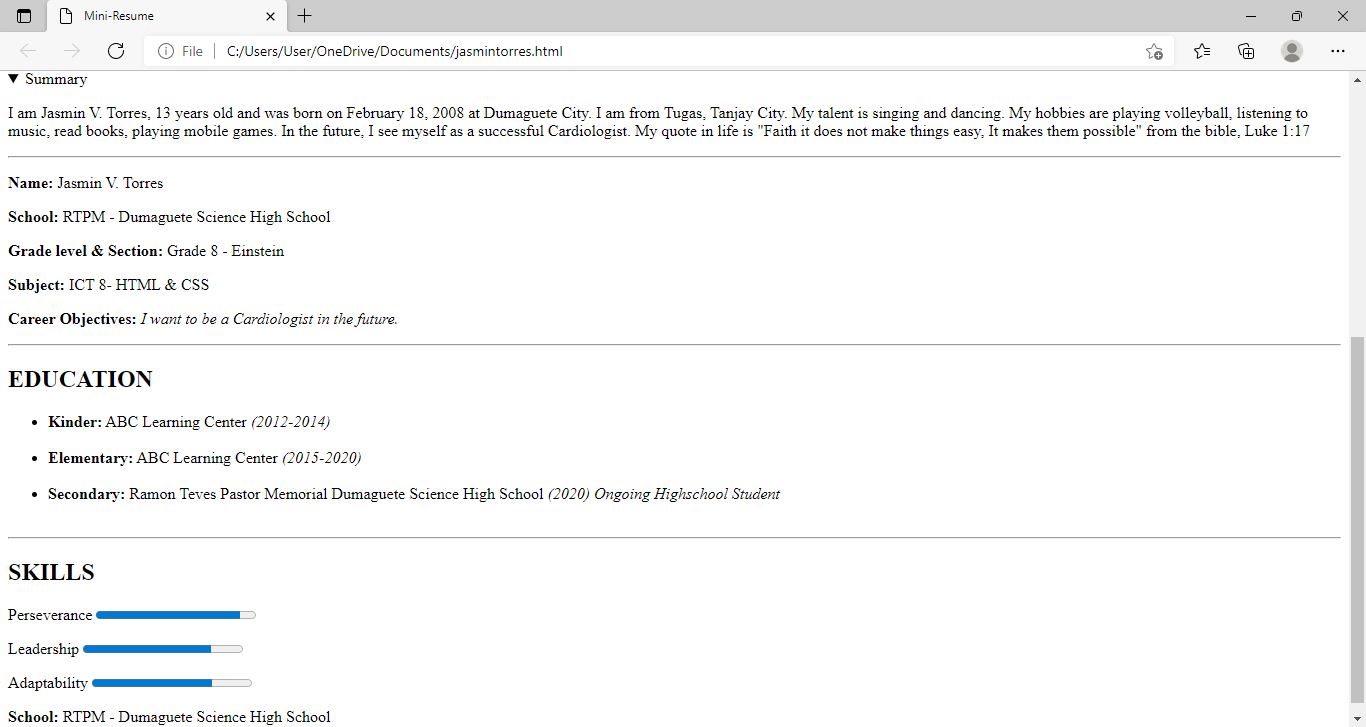 Mini-Resume
File
C:/Users/User/OneDrive/Documents/jasmintorres.html
Summary
I am Jasmin V. Torres, 13 years old and was born on February 18, 2008 at Dumaguete City. I am from Tugas, Tanjay City. My talent is singing and dancing. My hobbies are playing volleyball, listening to
music, read books, playing mobile games. In the future, I see myself as a successful Cardiologist. My quote in life is "Faith it does not make things easy, It makes them possible" from the bible, Luke 1:17
Name: Jasmin V. Torres
School: RTPM - Dumaguete Science High School
Grade level & Section: Grade 8 - Einstein
Subject: ICT 8- HTML & CSS
Career Objectives: I want to be a Cardiologist in the future.
EDUCATION
• Kinder: ABC Learning Center (2012-2014)
• Elementary: ABC Learning Center (2015-2020)
• Secondary: Ramon Teves Pastor Memorial Dumaguete Science High School (2020) Ongoing Highschool Student
SKILLS
Perseverance
Leadership
Adaptability
School: RTPM - Dumaguete Science High School